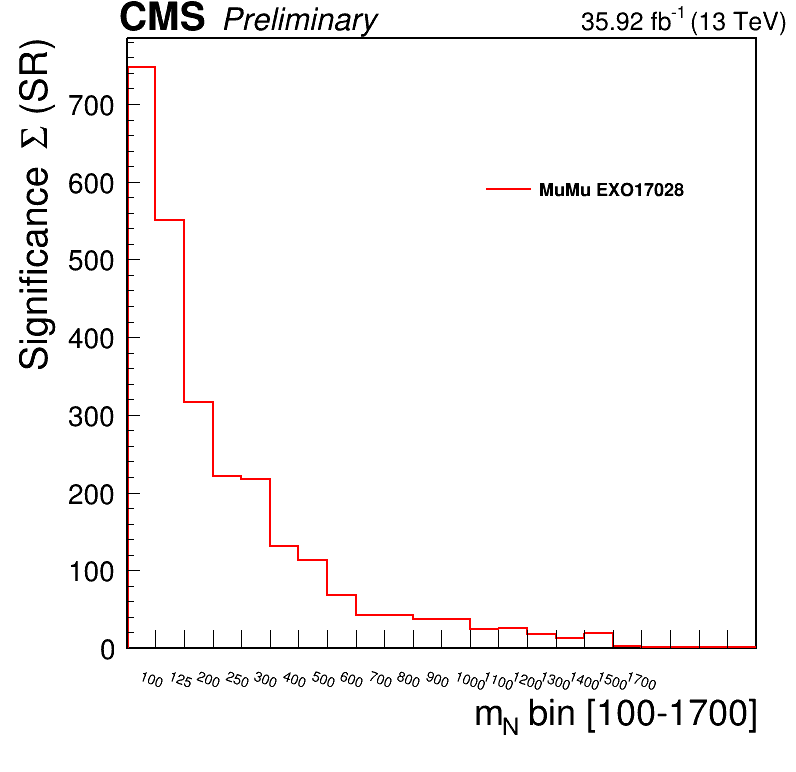 CMS Preliminary 35.92 fb⁻¹ (13 TeV)
Significance Σ (SR)
700
600
500
400
300
200
100
0
MuMu EXO17028
100 125 200 250 300 400 500 600 700 800 900 1000 1100 1200 1300 1400 1500 1700
m_N bin [100-1700]